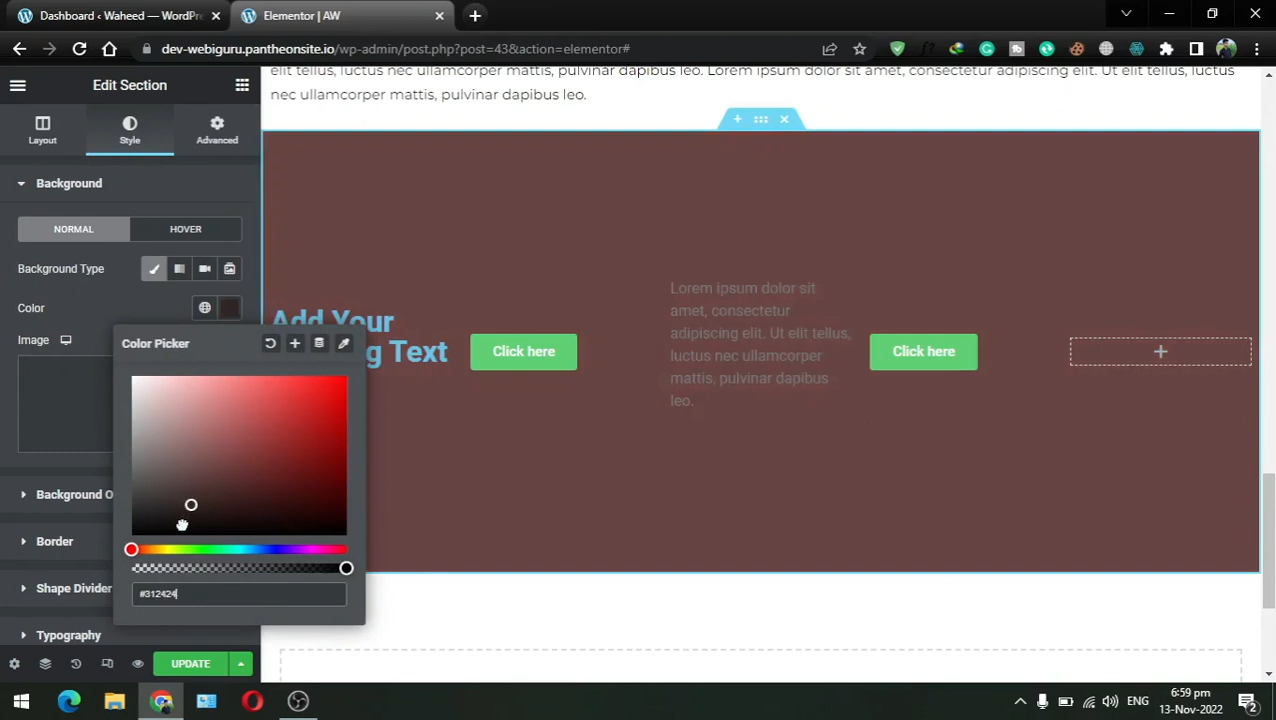 Dashboard ‹ Waheed — WordPre
Elementor | AW
dev-webiguru.pantheonsite.io/wp-admin/post.php?post=43&action=elementor#
Edit Section
Layout
Style
Advanced
Background
NORMAL
HOVER
Background Type
Color
Image
Color Picker
#312424
Background O
Border
Shape Divider
Typography
UPDATE
elit tellus, luctus nec ullamcorper mattis, pulvinar dapibus leo. Lorem ipsum dolor sit amet, consectetur adipiscing elit. Ut elit tellus, luctus
nec ullamcorper mattis, pulvinar dapibus leo.
Add Your
g Text
Click here
Lorem ipsum dolor sit
amet, consectetur
adipiscing elit. Ut elit tellus,
luctus nec ullamcorper
mattis, pulvinar dapibus
leo.
Click here
ENG
6:59 pm
13-Nov-2022
2